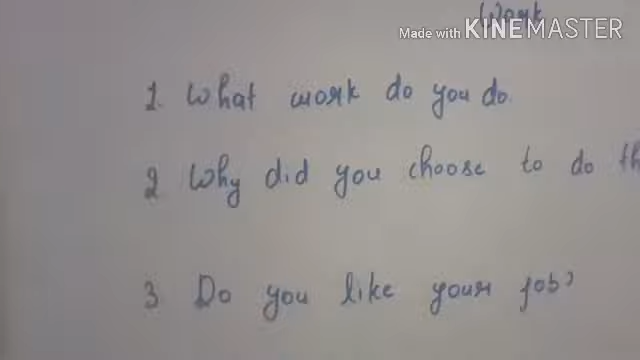 Work
Made with KINEMASTER
1. What work do you do.
2 Why did you choose to do
3 Do you like your job?